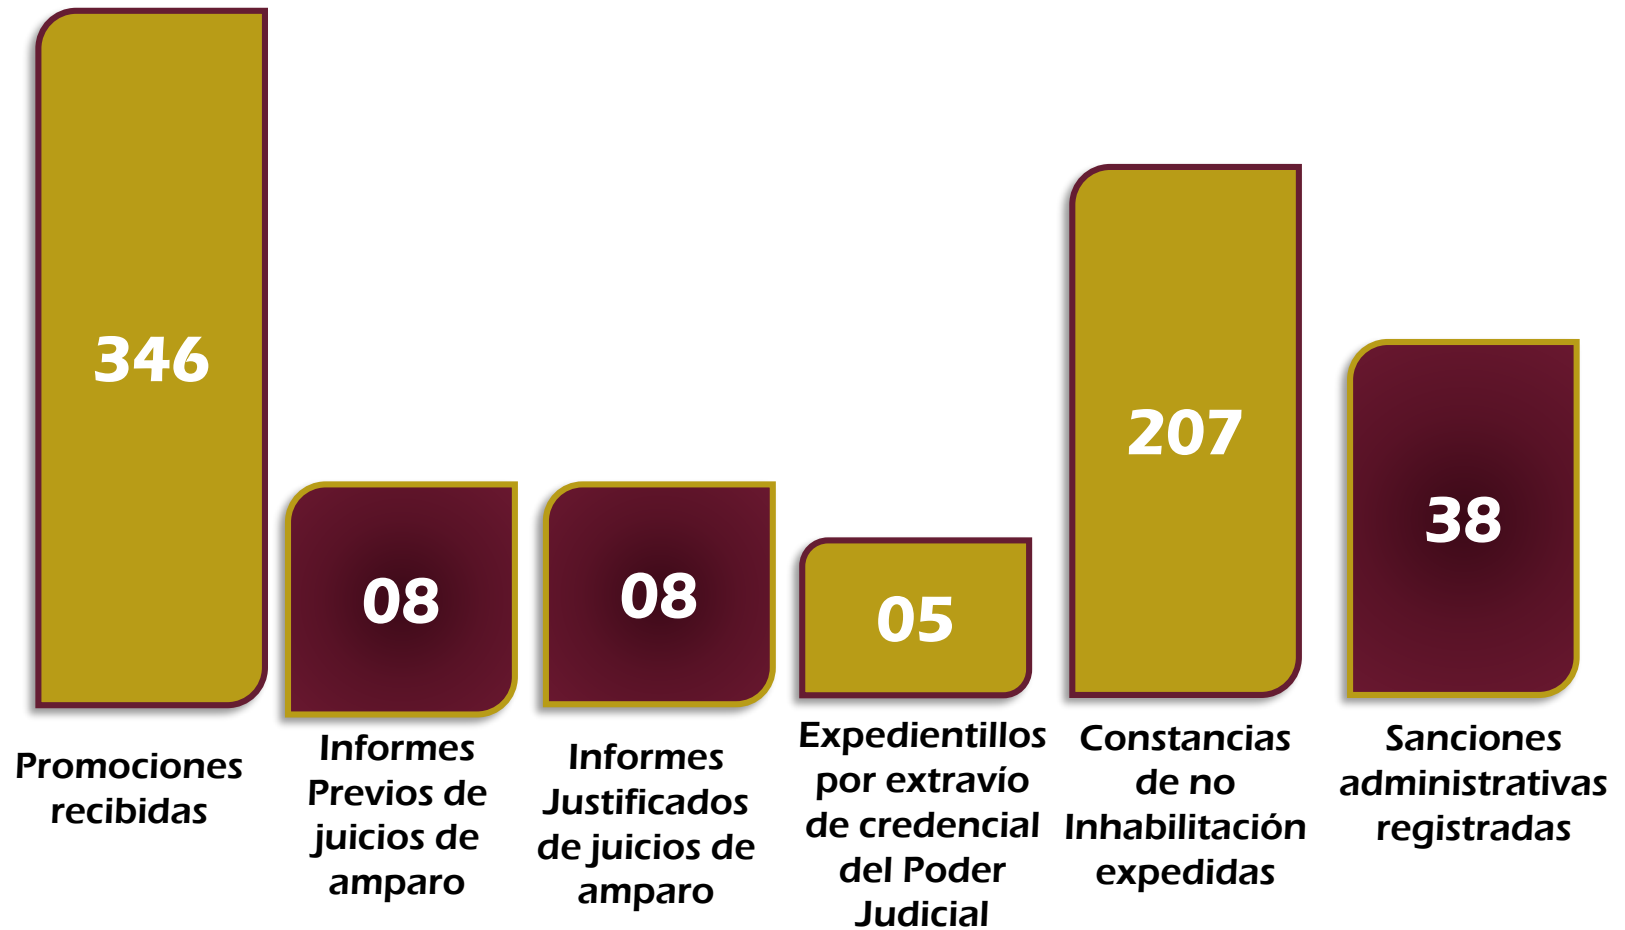 346
08
08
05
207
38
Promociones
recibidas
Informes
Previos de
juicios de
amparo
Informes
Justificados
de juicios de
amparo
Expedientillos
por extravío
de credencial
del Poder
Judicial
Constancias
de no
Inhabilitación
expedidas
Sanciones
administrativas
registradas